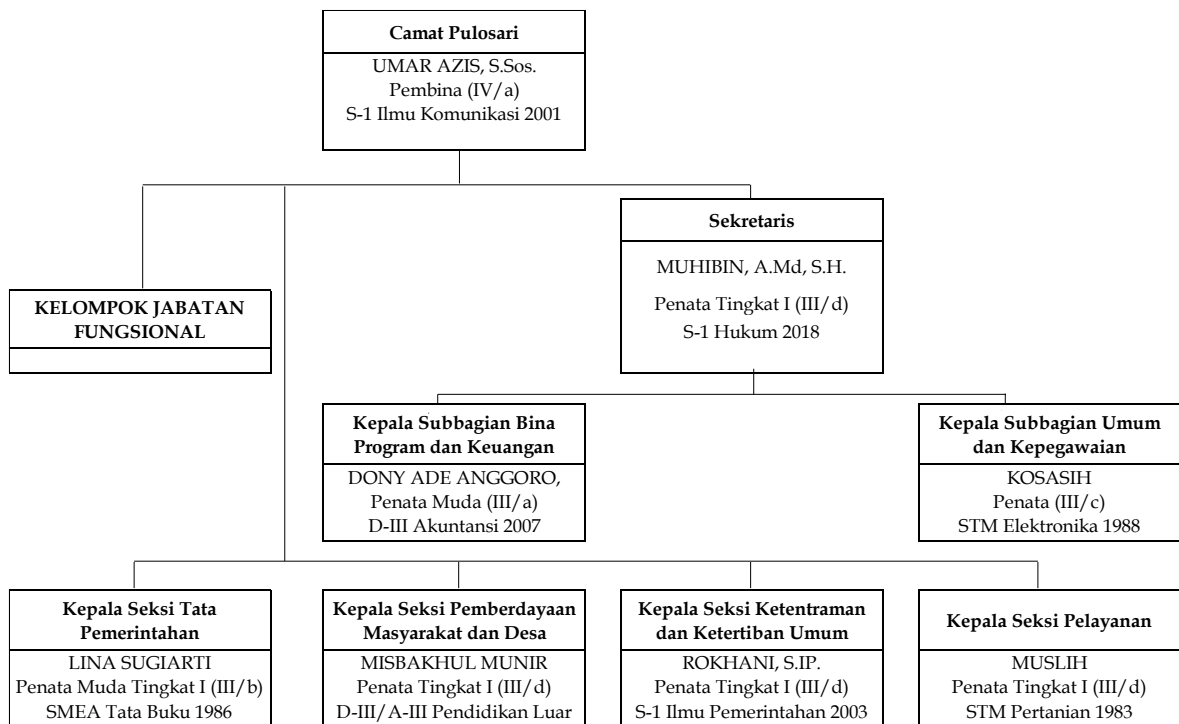 Camat Pulosari
UMAR AZIS, S.Sos.
Pembina (IV/a)
S-1 Ilmu Komunikasi 2001
Sekretaris
MUHIBIN, A.Md, S.H.
Penata Tingkat I (III/d)
S-1 Hukum 2018
KELOMPOK JABATAN
FUNGSIONAL
Kepala Subbagian Bina
Program dan Keuangan
DONY ADE ANGGORO,
Penata Muda (III/a)
D-III Akuntansi 2007
Kepala Subbagian Umum
dan Kepegawaian
KOSASIH
Penata (III/c)
STM Elektronika 1988
Kepala Seksi Tata
Pemerintahan
LINA SUGIARTI
Penata Muda Tingkat I (III/b)
SMEA Tata Buku 1986
Kepala Seksi Pemberdayaan
Masyarakat dan Desa
MISBAKHUL MUNIR
Penata Tingkat I (III/d)
D-III/A-III Pendidikan Luar
Kepala Seksi Ketentraman
dan Ketertiban Umum
ROKHANI, S.IP.
Penata Tingkat I (III/d)
S-1 Ilmu Pemerintahan 2003
Kepala Seksi Pelayanan
MUSLIH
Penata Tingkat I (III/d)
STM Pertanian 1983